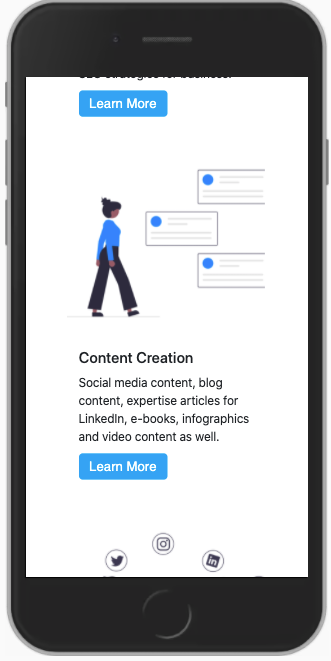 Learn More
Content Creation
Social media content, blog
content, expertise articles for
LinkedIn, e-books, infographics
and video content as well.
Learn More